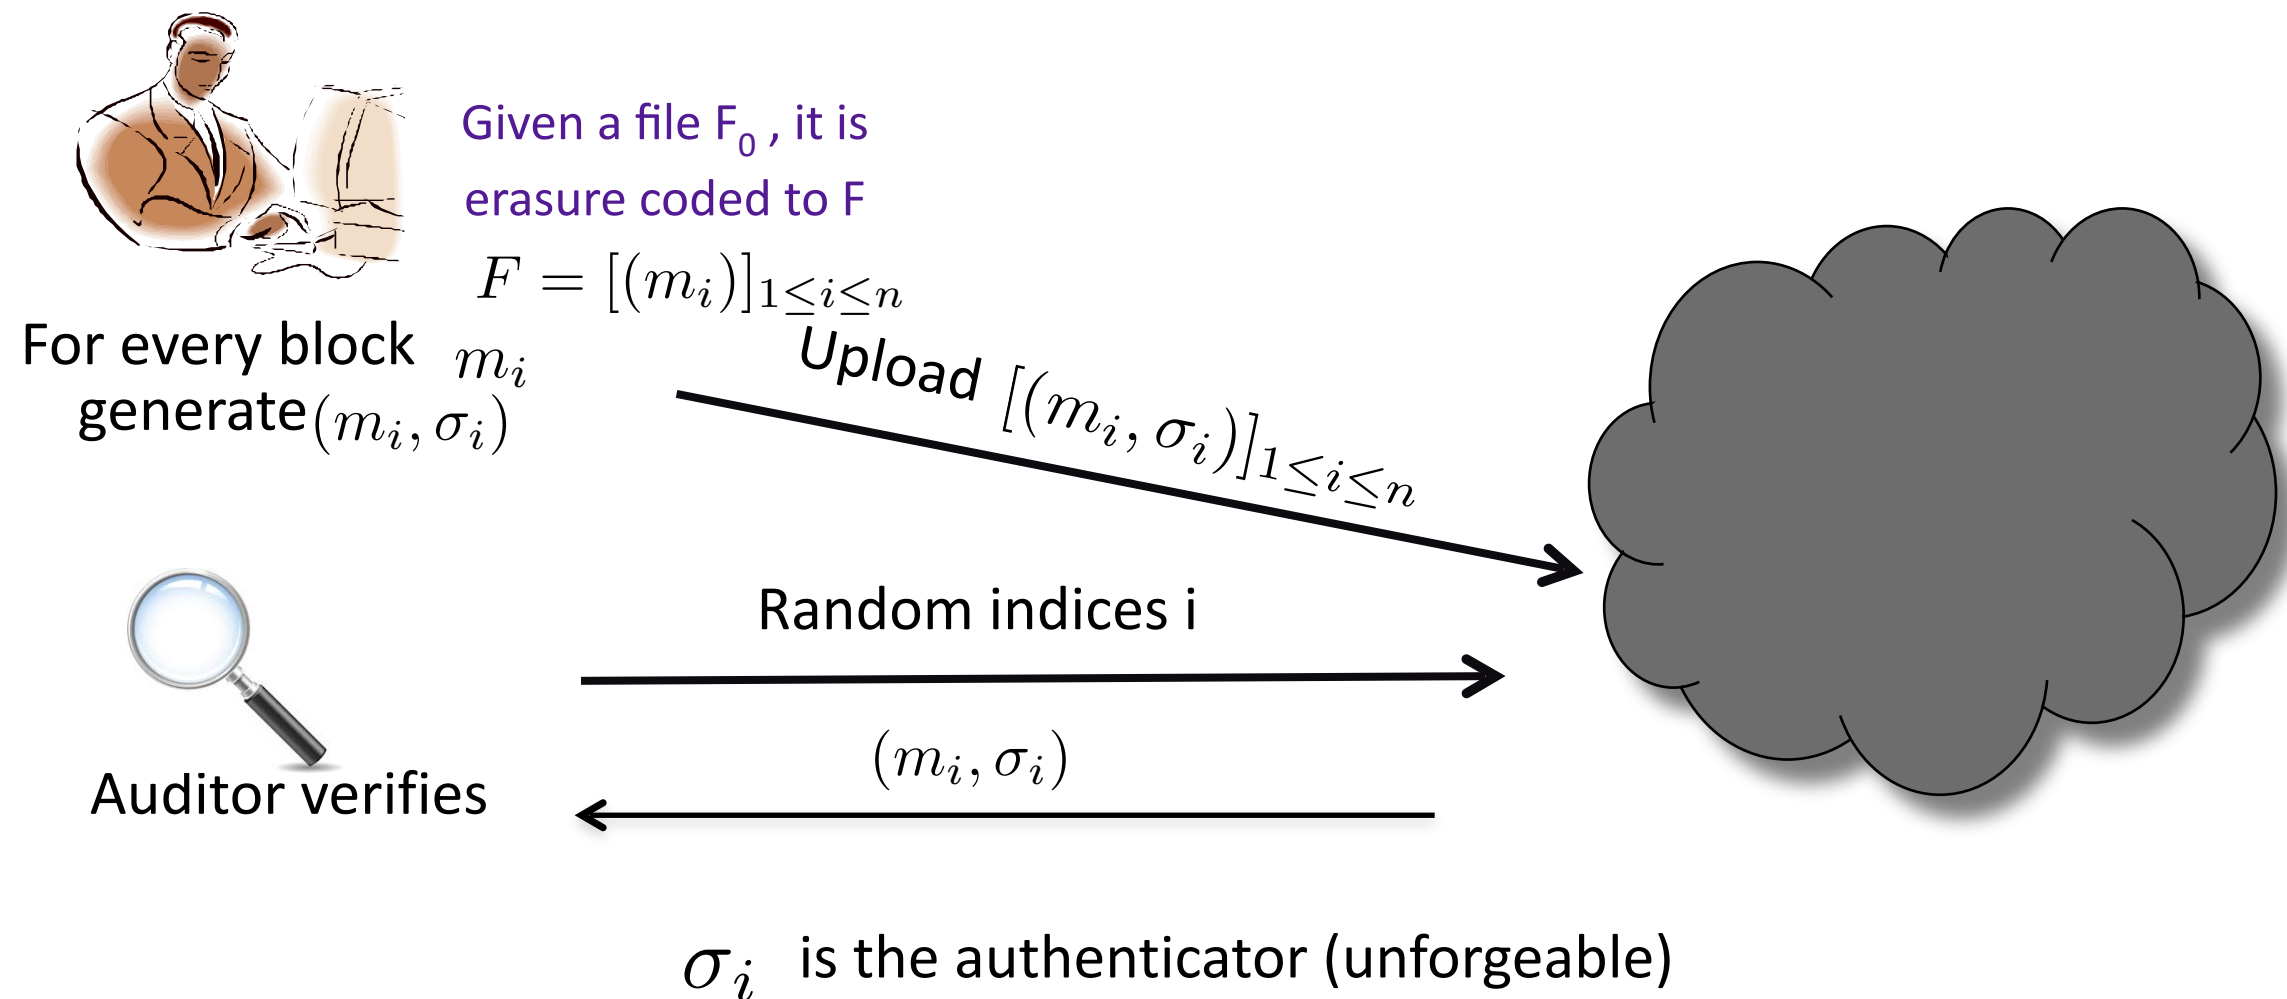 Given a file F₀ , it is
erasure coded to F
F = [(mᵢ)]₁≤ᵢ≤ₙ
For every block mᵢ
generate (mᵢ, σᵢ)
Upload [(mᵢ, σᵢ)]₁≤ᵢ≤ₙ
Random indices i
(mᵢ, σᵢ)
Auditor verifies
σᵢ is the authenticator (unforgeable)